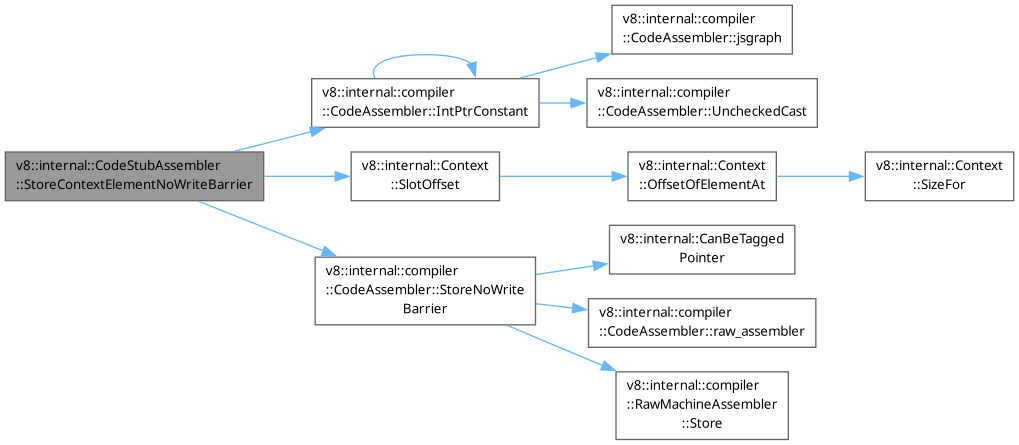 v8::internal::compiler
::CodeAssembler::jsgraph
v8::internal::compiler
::CodeAssembler::IntPtrConstant
v8::internal::compiler
::CodeAssembler::UncheckedCast
v8::internal::CodeStubAssembler
::StoreContextElementNoWriteBarrier
v8::internal::Context
::SlotOffset
v8::internal::Context
::OffsetOfElementAt
v8::internal::Context
::SizeFor
v8::internal::CanBeTagged
Pointer
v8::internal::compiler
::CodeAssembler::StoreNoWrite
Barrier
v8::internal::compiler
::CodeAssembler::raw_assembler
v8::internal::compiler
::RawMachineAssembler
::Store